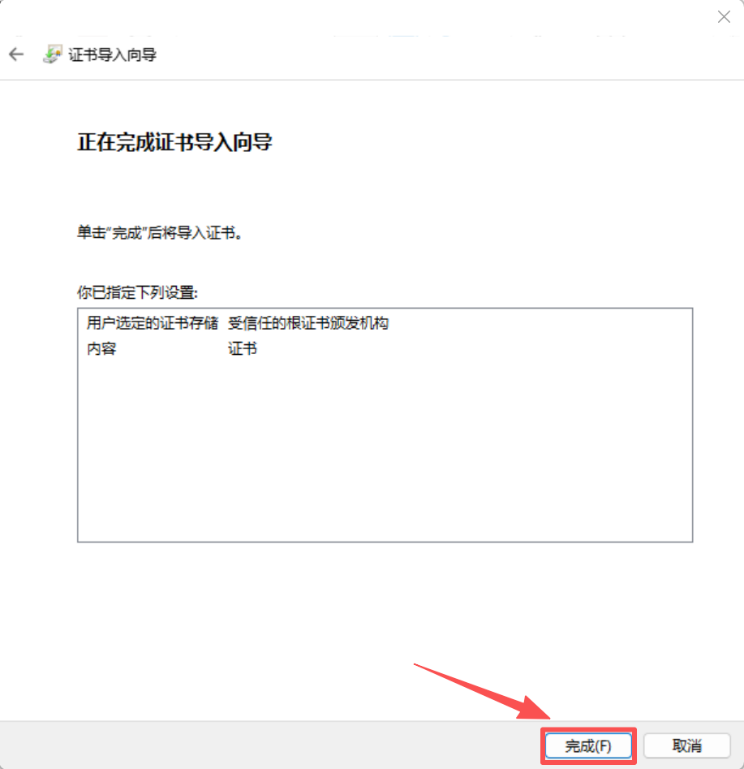 证书导入向导
正在完成证书导入向导
单击“完成”后将导入证书。
你已指定下列设置:
用户选定的证书存储 受信任的根证书颁发机构
内容 证书
完成(F) 取消